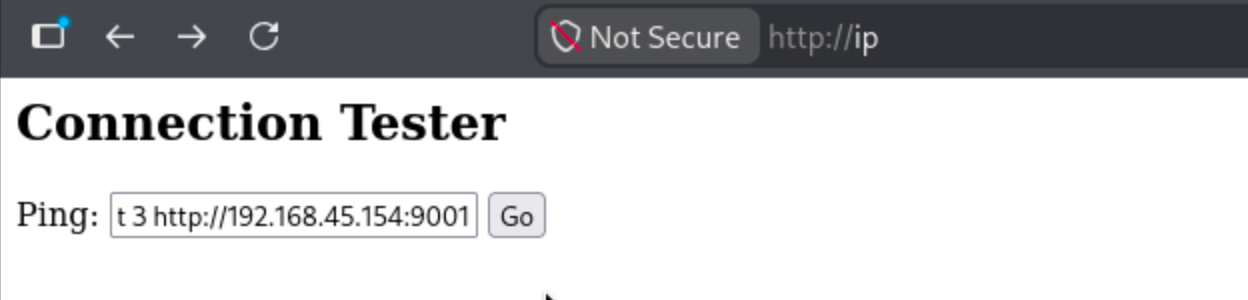 Not Secure http://ip
Connection Tester
Ping: t 3 http://192.168.45.154:9001 Go